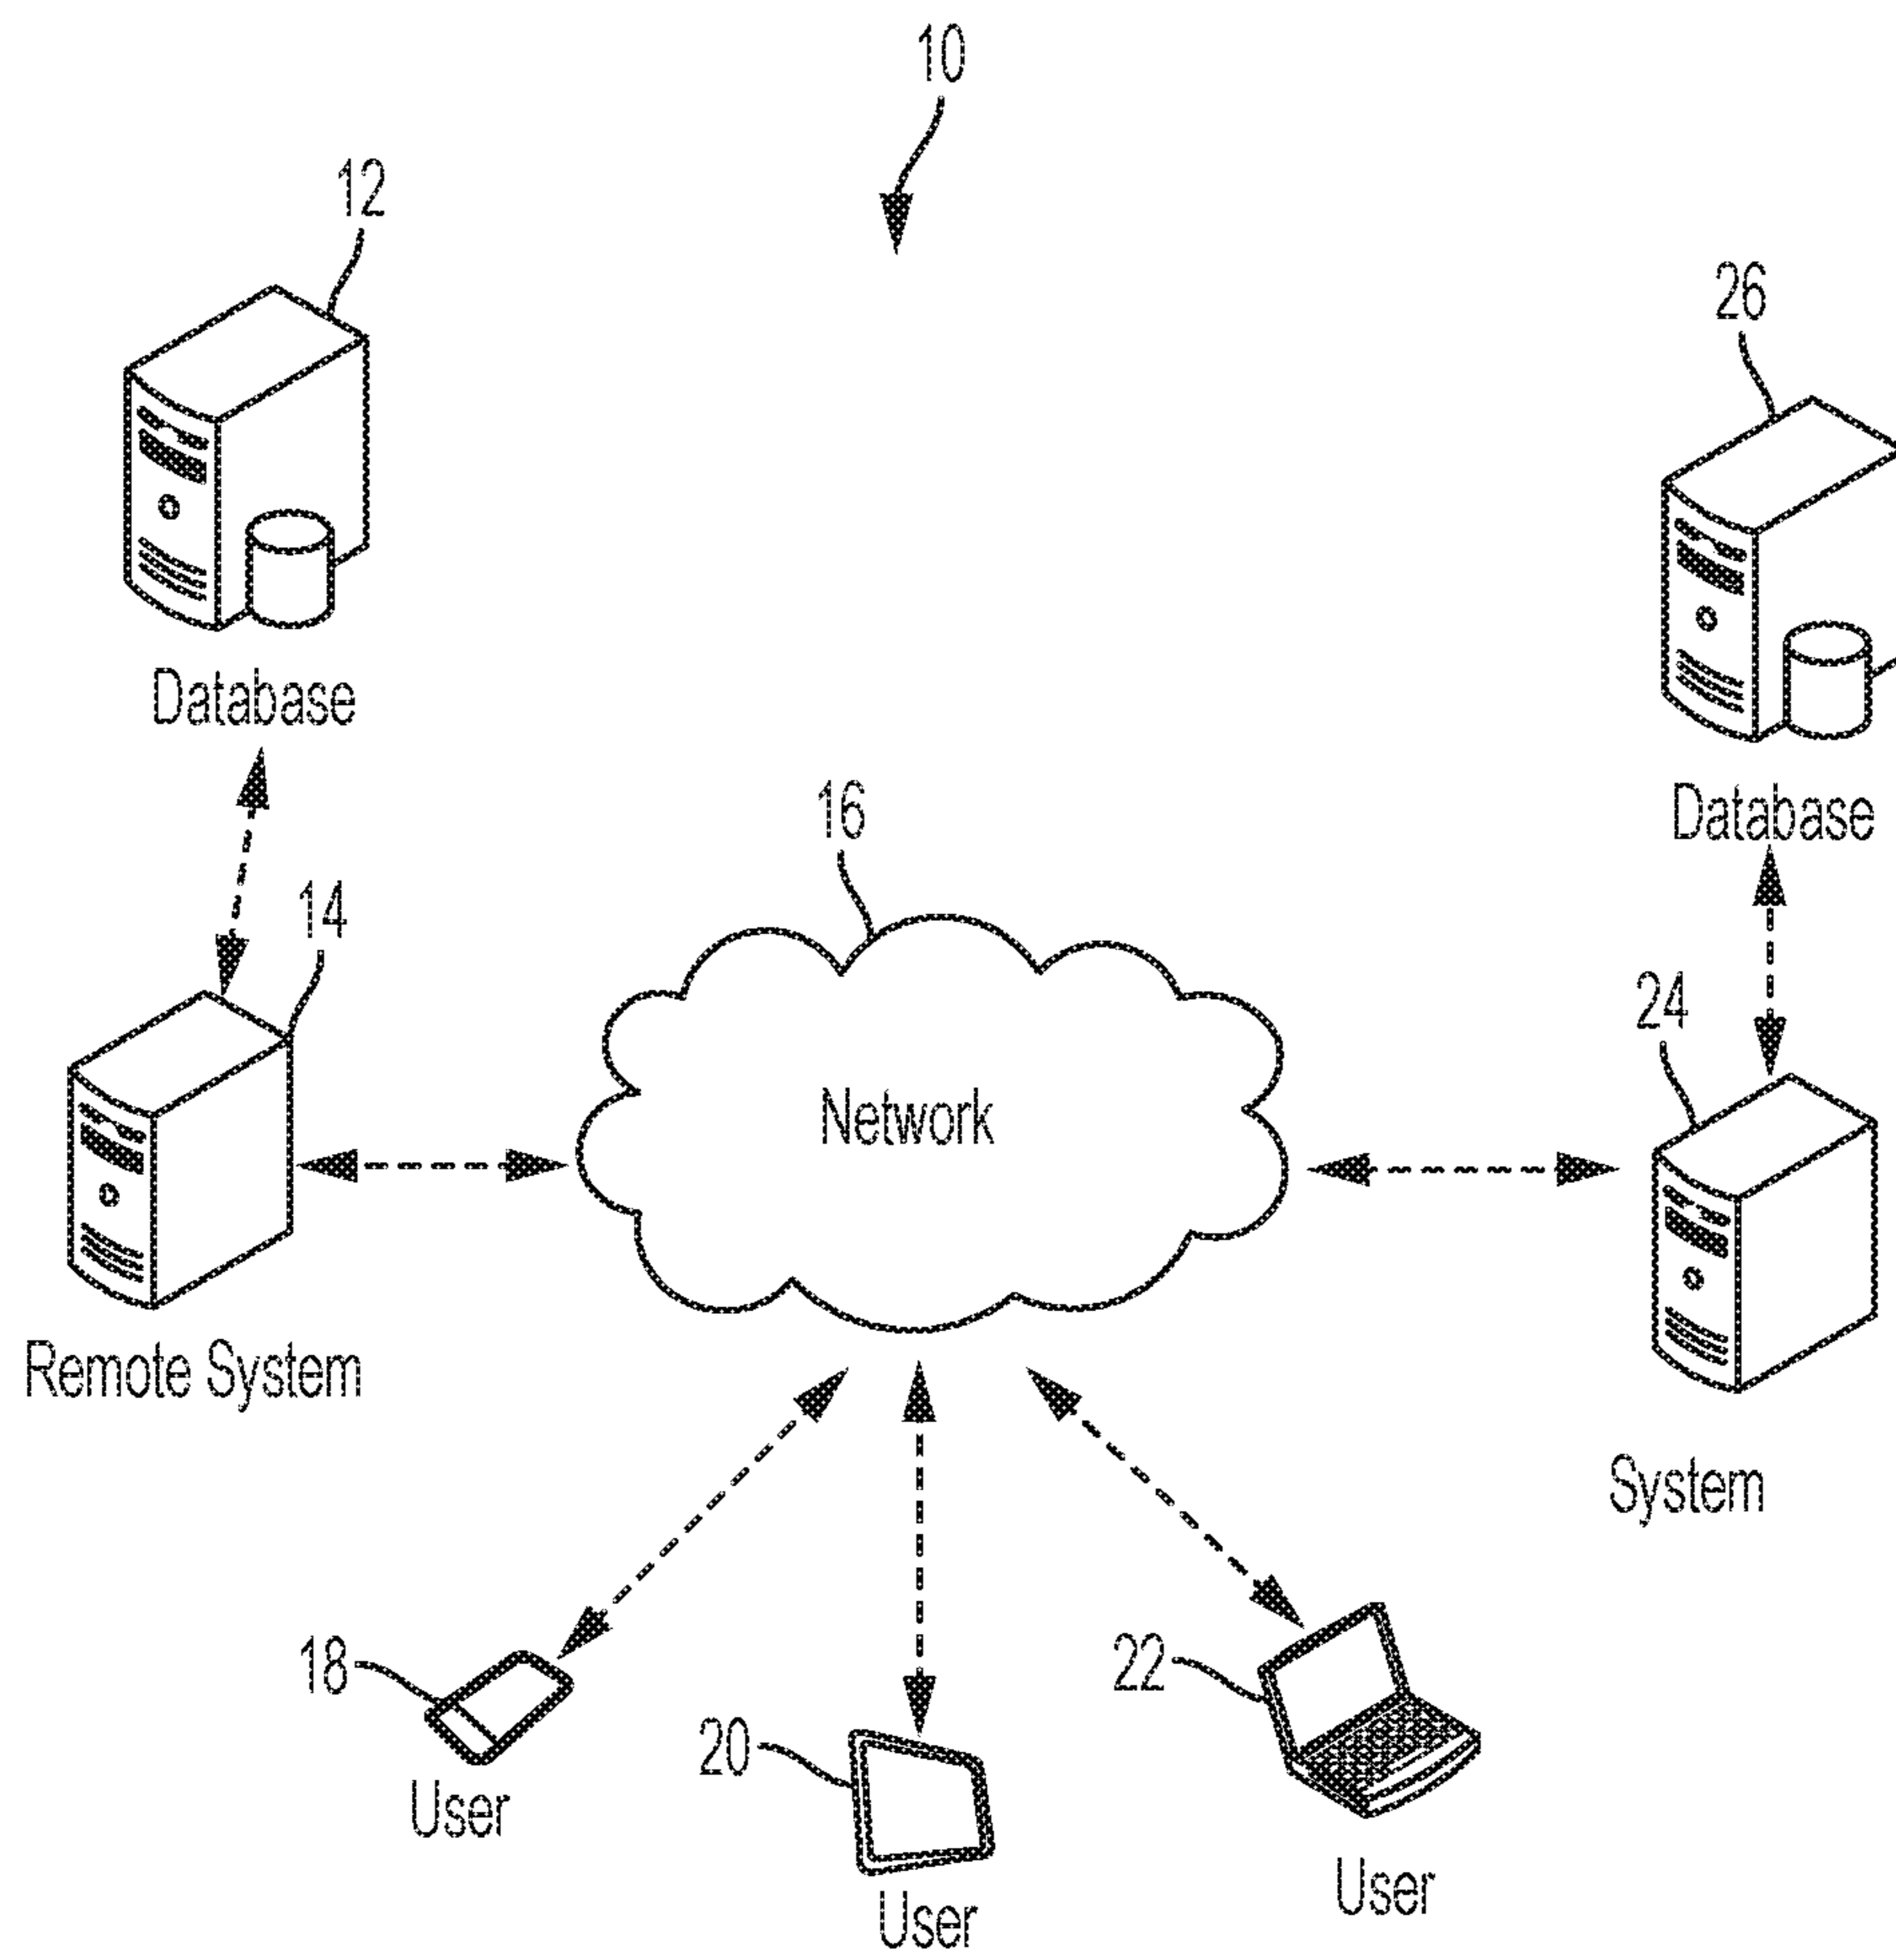 10
12
26
Database
Database
16
14
24
Network
Remote System
System
18
22
20
User
User
User